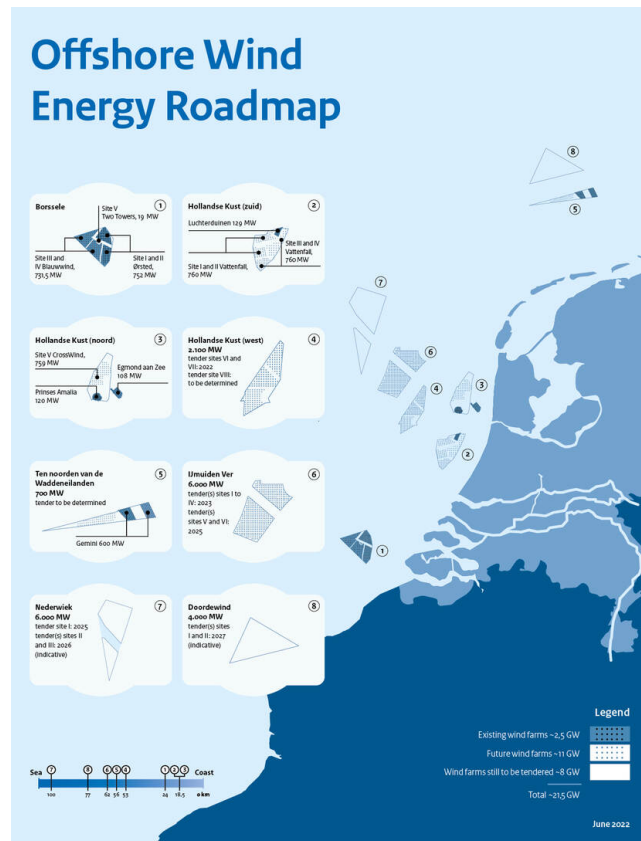 Offshore Wind
Energy Roadmap
Borssele
1
Site V
Two Towers, 19 MW
Site III and
IV Blauwwind,
731,5 MW
Site I and II
Ørsted,
752 MW
Hollandse Kust (zuid)
2
Luchterduinen 129 MW
Site III and IV
Vattenfall,
760 MW
Site I and II Vattenfall,
760 MW
Hollandse Kust (noord)
3
Site V CrossWind,
759 MW
Egmond aan Zee
108 MW
Prinses Amalia
120 MW
Hollandse Kust (west)
4
2.100 MW
tender sites VI and
VII: 2022
tender site VIII:
to be determined
Ten noorden van de
Waddeneilanden
5
700 MW
tender to be determined
Gemini 600 MW
IJmuiden Ver
6
6.000 MW
tender(s) sites I to
IV: 2023
tender(s)
sites V and VI:
2025
Nederwiek
7
6.000 MW
tender site I: 2025
tender(s) sites II
and III: 2026
(indicative)
Doordewind
8
4.000 MW
tender(s) sites
I and II: 2027
(indicative)
8
5
7
6
4
3
2
1
Sea 7 8 6 5 4 1 2 3 Coast
100 77 62 56 53 24 18,5 0 km
Legend
Existing wind farms ~2,5 GW
Future wind farms ~11 GW
Wind farms still to be tendered ~8 GW
Total ~21,5 GW
June 2022